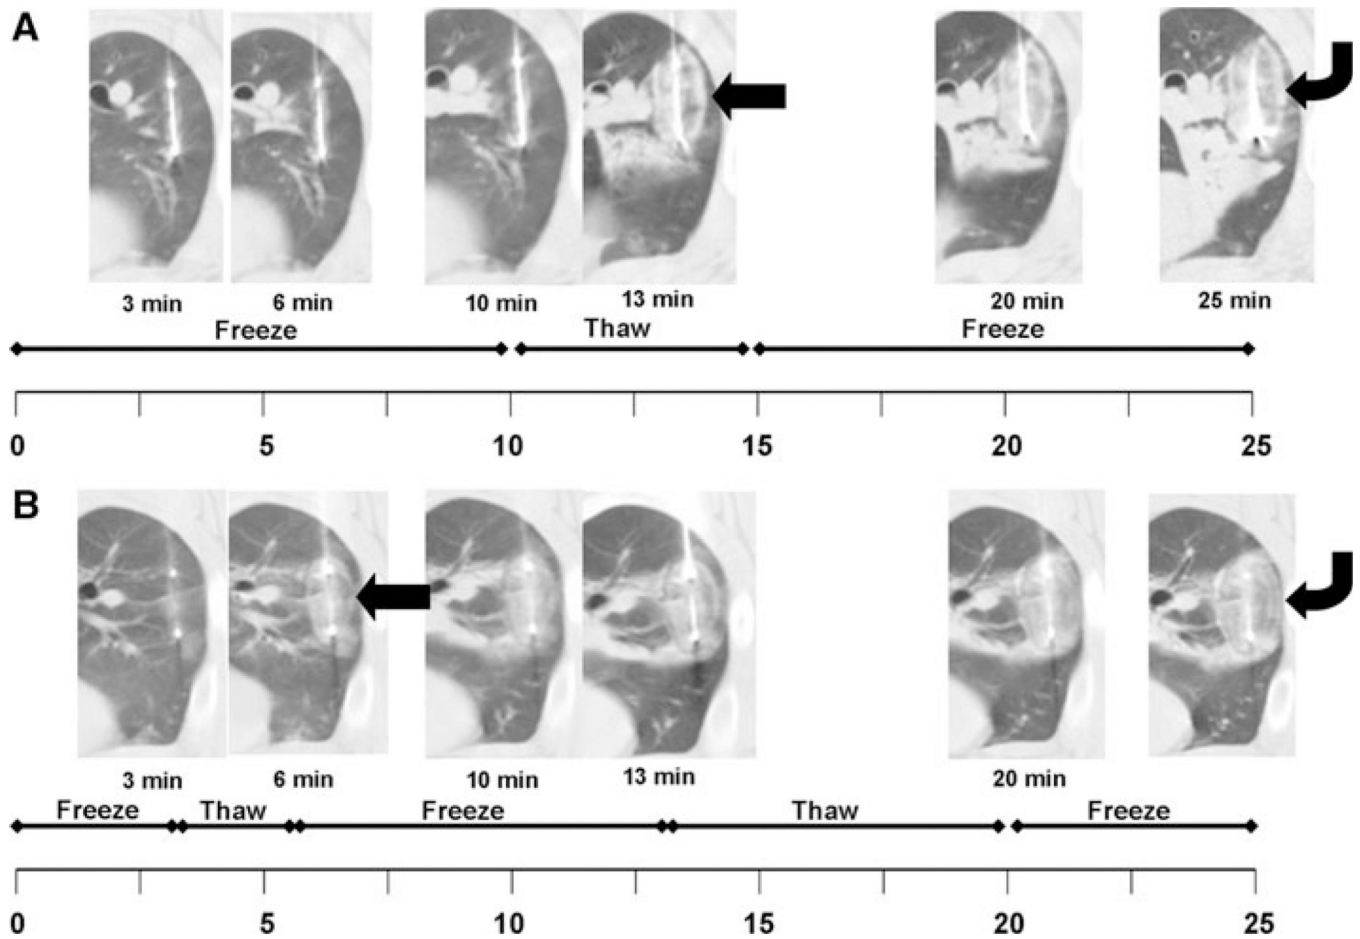 A
3 min 6 min 10 min 13 min 20 min 25 min
Freeze Thaw Freeze
0 5 10 15 20 25
B
3 min 6 min 10 min 13 min 20 min
Freeze Thaw Freeze Thaw Freeze
0 5 10 15 20 25